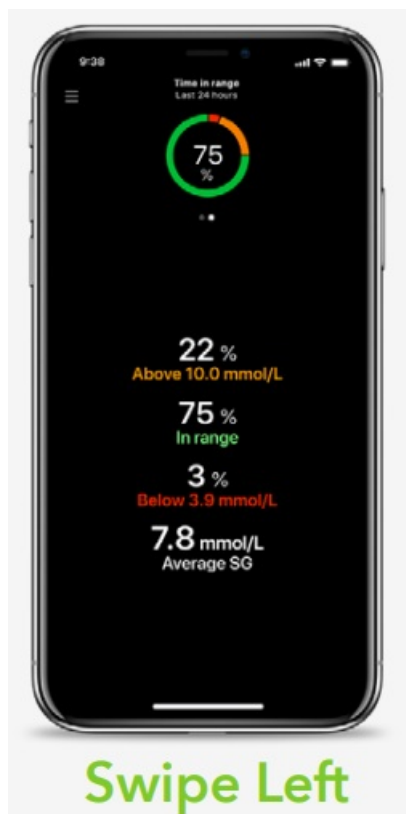 9:38
Time in range
Last 24 hours
75
%
22 %
Above 10.0 mmol/L
75 %
In range
3 %
Below 3.9 mmol/L
7.8 mmol/L
Average SG
Swipe Left